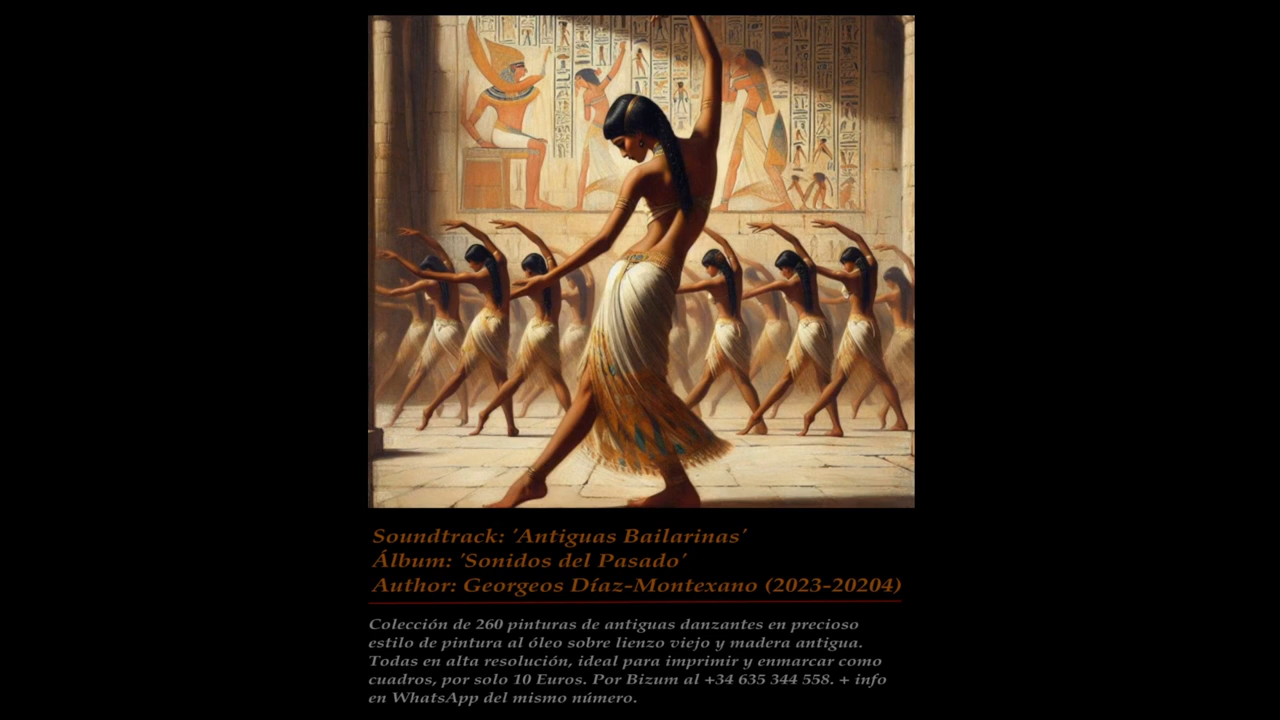 Soundtrack: 'Antiguas Bailarinas'
Álbum: 'Sonidos del Pasado'
Author: Georgeos Díaz-Montexano (2023-20204)
Colección de 260 pinturas de antiguas danzantes en precioso
estilo de pintura al óleo sobre lienzo viejo y madera antigua.
Todas en alta resolución, ideal para imprimir y enmarcar como
cuadros, por solo 10 Euros. Por Bizum al +34 635 344 558. + info
en WhatsApp del mismo número.